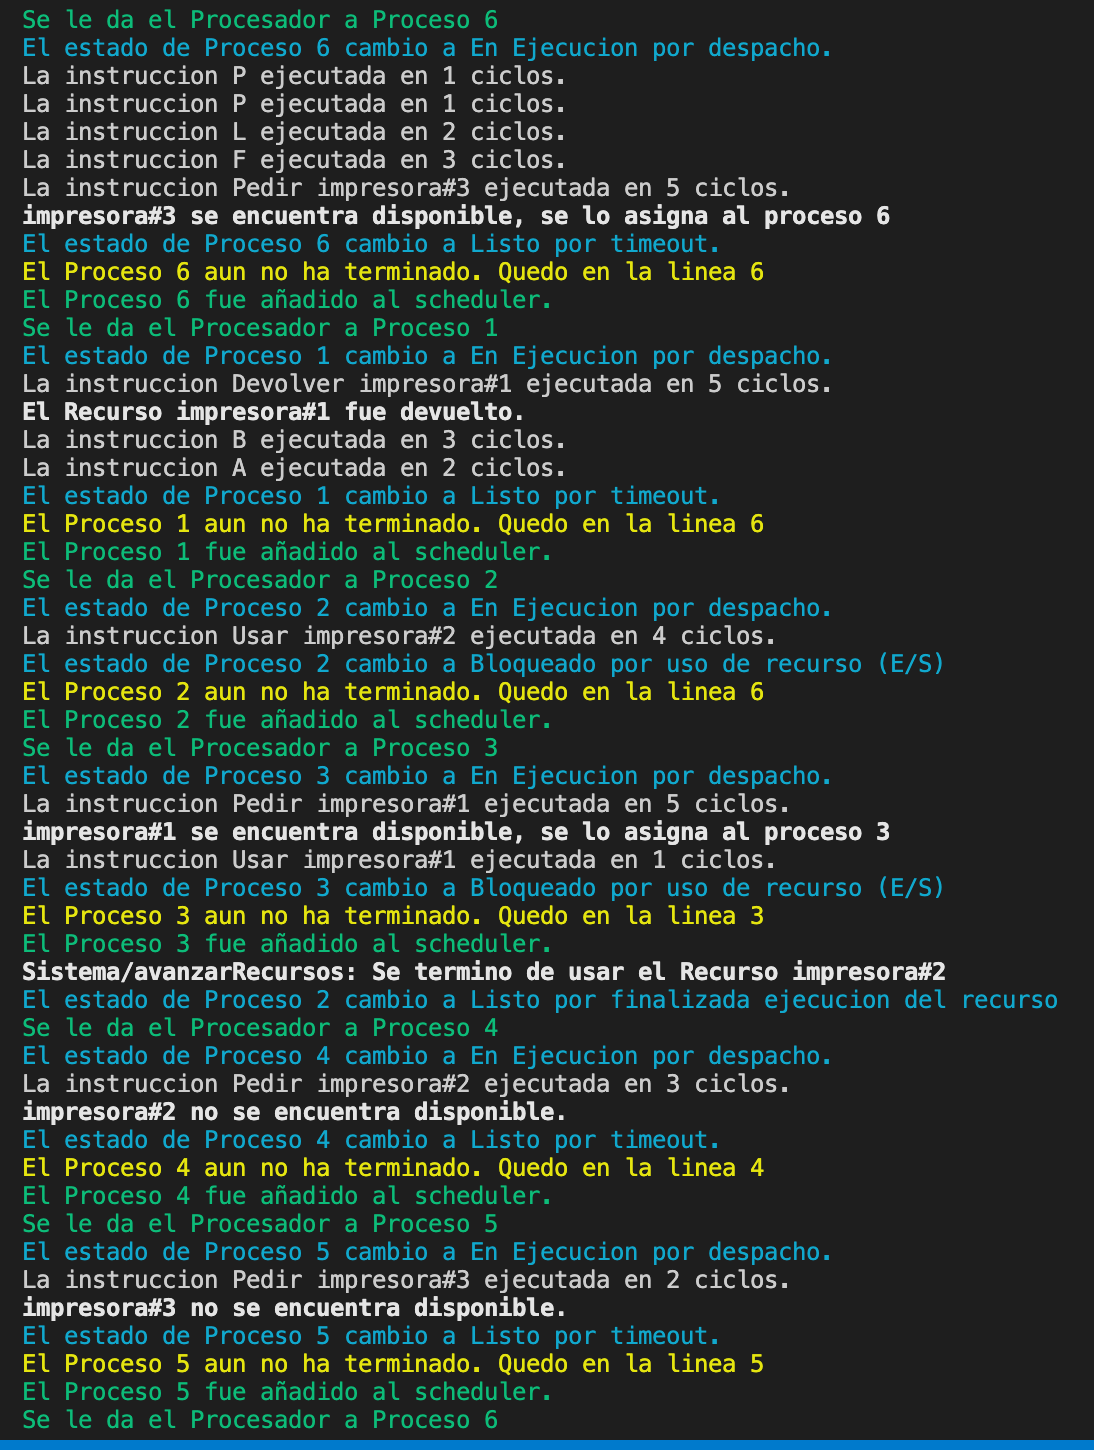 Se le da el Procesador a Proceso 6
El estado de Proceso 6 cambio a En Ejecucion por despacho.
La instruccion P ejecutada en 1 ciclos.
La instruccion P ejecutada en 1 ciclos.
La instruccion L ejecutada en 2 ciclos.
La instruccion F ejecutada en 3 ciclos.
La instruccion Pedir impresora#3 ejecutada en 5 ciclos.
impresora#3 se encuentra disponible, se lo asigna al proceso 6
El estado de Proceso 6 cambio a Listo por timeout.
El Proceso 6 aun no ha terminado. Quedo en la linea 6
El Proceso 6 fue añadido al scheduler.
Se le da el Procesador a Proceso 1
El estado de Proceso 1 cambio a En Ejecucion por despacho.
La instruccion Devolver impresora#1 ejecutada en 5 ciclos.
El Recurso impresora#1 fue devuelto.
La instruccion B ejecutada en 3 ciclos.
La instruccion A ejecutada en 2 ciclos.
El estado de Proceso 1 cambio a Listo por timeout.
El Proceso 1 aun no ha terminado. Quedo en la linea 6
El Proceso 1 fue añadido al scheduler.
Se le da el Procesador a Proceso 2
El estado de Proceso 2 cambio a En Ejecucion por despacho.
La instruccion Usar impresora#2 ejecutada en 4 ciclos.
El estado de Proceso 2 cambio a Bloqueado por uso de recurso (E/S)
El Proceso 2 aun no ha terminado. Quedo en la linea 6
El Proceso 2 fue añadido al scheduler.
Se le da el Procesador a Proceso 3
El estado de Proceso 3 cambio a En Ejecucion por despacho.
La instruccion Pedir impresora#1 ejecutada en 5 ciclos.
impresora#1 se encuentra disponible, se lo asigna al proceso 3
La instruccion Usar impresora#1 ejecutada en 1 ciclos.
El estado de Proceso 3 cambio a Bloqueado por uso de recurso (E/S)
El Proceso 3 aun no ha terminado. Quedo en la linea 3
El Proceso 3 fue añadido al scheduler.
Sistema/avanzarRecursos: Se termino de usar el Recurso impresora#2
El estado de Proceso 2 cambio a Listo por finalizada ejecucion del recurso
Se le da el Procesador a Proceso 4
El estado de Proceso 4 cambio a En Ejecucion por despacho.
La instruccion Pedir impresora#2 ejecutada en 3 ciclos.
impresora#2 no se encuentra disponible.
El estado de Proceso 4 cambio a Listo por timeout.
El Proceso 4 aun no ha terminado. Quedo en la linea 4
El Proceso 4 fue añadido al scheduler.
Se le da el Procesador a Proceso 5
El estado de Proceso 5 cambio a En Ejecucion por despacho.
La instruccion Pedir impresora#3 ejecutada en 2 ciclos.
impresora#3 no se encuentra disponible.
El estado de Proceso 5 cambio a Listo por timeout.
El Proceso 5 aun no ha terminado. Quedo en la linea 5
El Proceso 5 fue añadido al scheduler.
Se le da el Procesador a Proceso 6